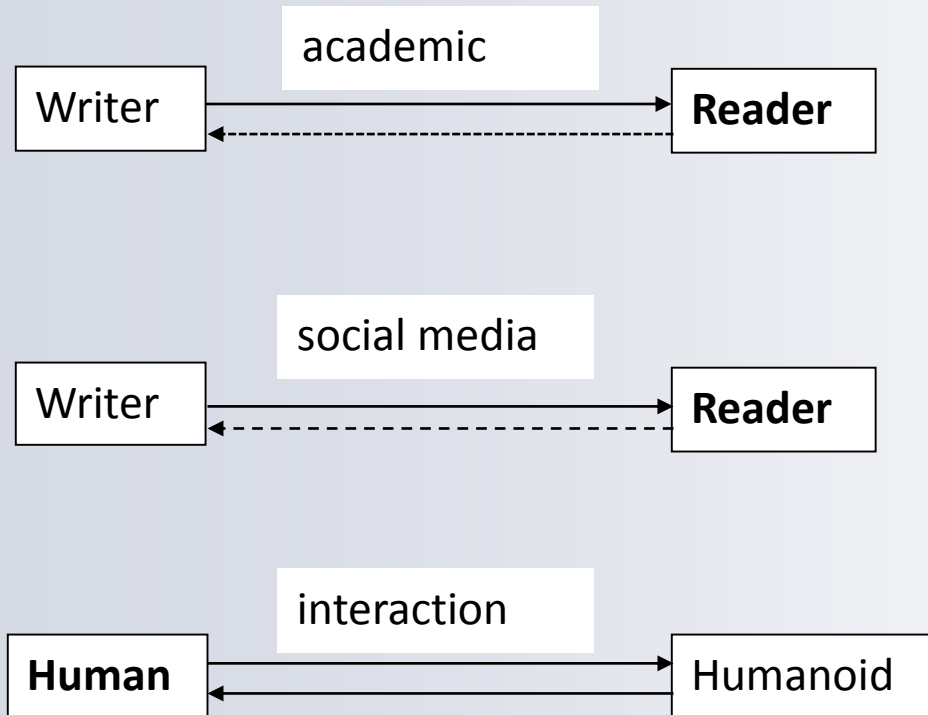 academic
Writer
Reader
social media
Writer
Reader
interaction
Human
Humanoid